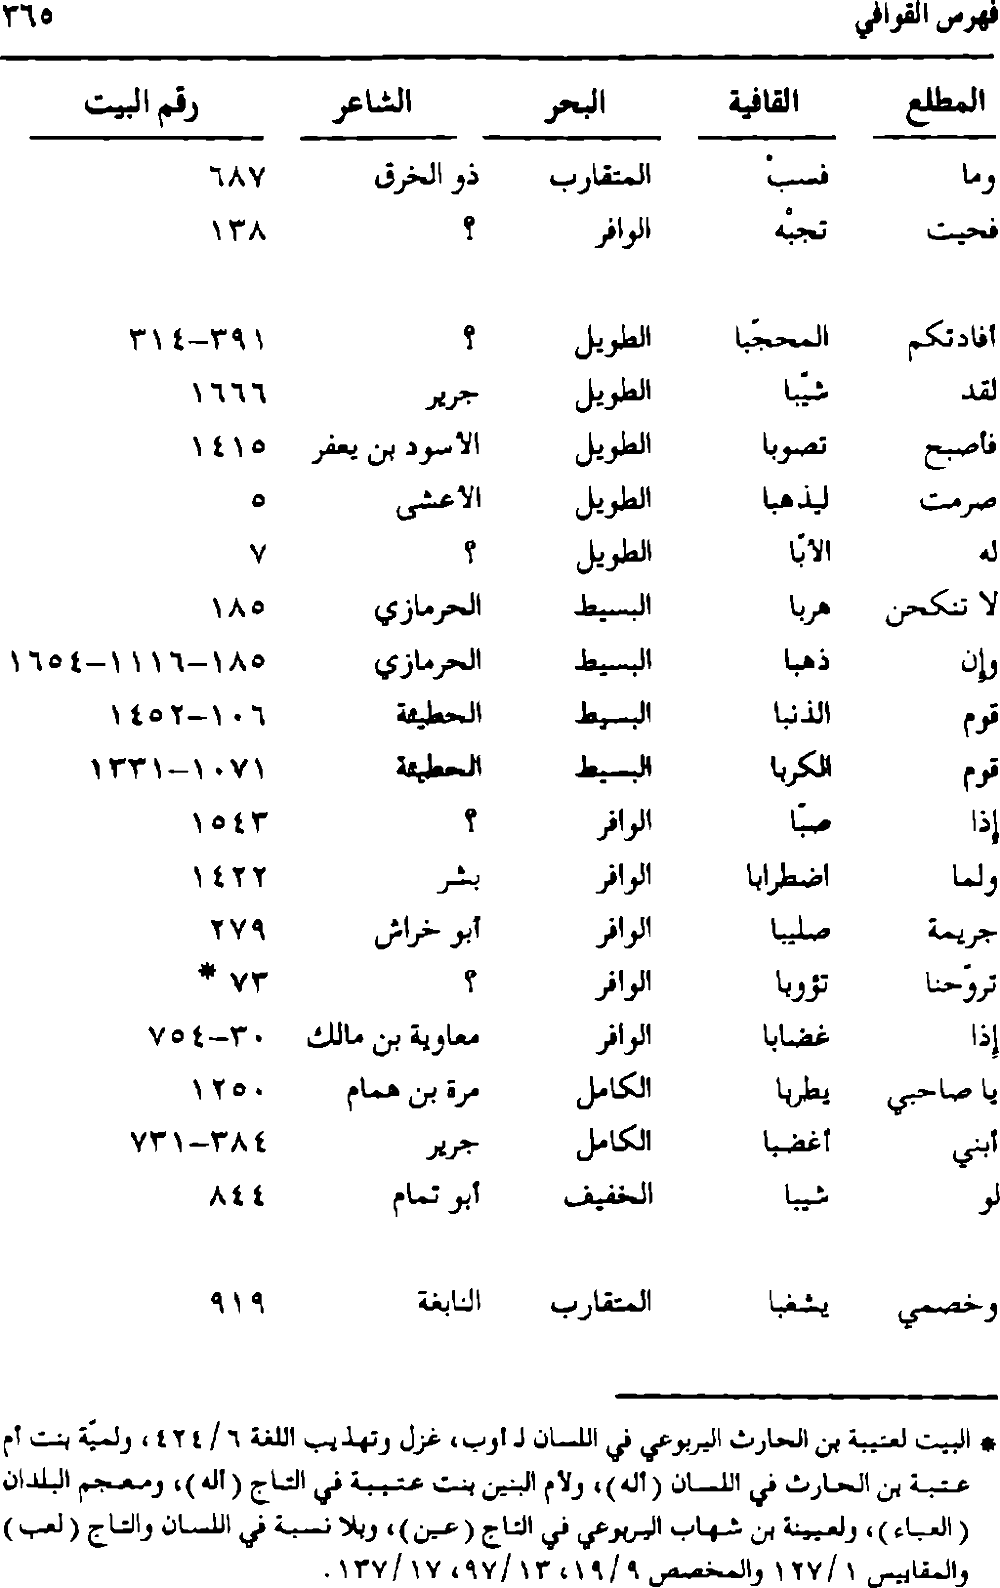 فهرس القوافي ٣٦٥
المطلع القافية البحر الشاعر رقم البيت
وما فسبْ المتقارب ذو الخرق ٦٨٧
فحيت تجبْه الوافر ؟ ١٣٨
أفادتكم المحجّبا الطويل ؟ ٣٩١-٣١٤
لقد شيّبا الطويل جرير ١٦٦٦
فأصبح تصوبا الطويل الأسود بن يعفر ١٤١٥
صرمت ليذهبا الطويل الأعشى ٥
له الأبّا الطويل ؟ ٧
لا تنكحن هربا البسيط الحرمازي ١٨٥
وإن ذهبا البسيط الحرمازي ١٨٥-١١١٦-١٦٥٤
قوم الذنبا البسيط الحطيئة ١٠٦-١٤٥٢
قوم الكربا البسيط الحطيئة ١٠٧١-١٣٣١
إذا صبّا الوافر ؟ ١٥٤٣
ولما اضطرابا الوافر بشر ١٤٢٢
جريمة صليبا الوافر أبو خراش ٢٧٩
تروّحنا تؤوبا الوافر ؟ ٧٣ *
إذا غضابا الوافر معاوية بن مالك ٣٠-٧٥٤
يا صاحبي يطربا الكامل مرة بن همام ١٢٥٠
أبني أغضبا الكامل جرير ٣٨٤-٧٣١
لو شيبا الخفيف أبو تمام ٨٤٤
وخصمي يشغبا المتقارب النابغة ٩١٩
* البيت لعتيبة بن الحارث اليربوعي في اللسان لـ أوب، غزل وتهذيب اللغة ٦/ ٤٢٤، ولميّة بنت أم
عتبة بن الحارث في اللسان (أله)، ولأم البنين بنت عتيبة في التاج (أله)، ومعجم البلدان
(العباء)، ولعيينة بن شهاب اليربوعي في التاج (عين)، وبلا نسبة في اللسان والتاج (لعب)
والمقاييس ١/ ١٢٧ والمخصص ٩/ ١٩، ١٣/ ٩٧، ١٧/ ١٣٧.